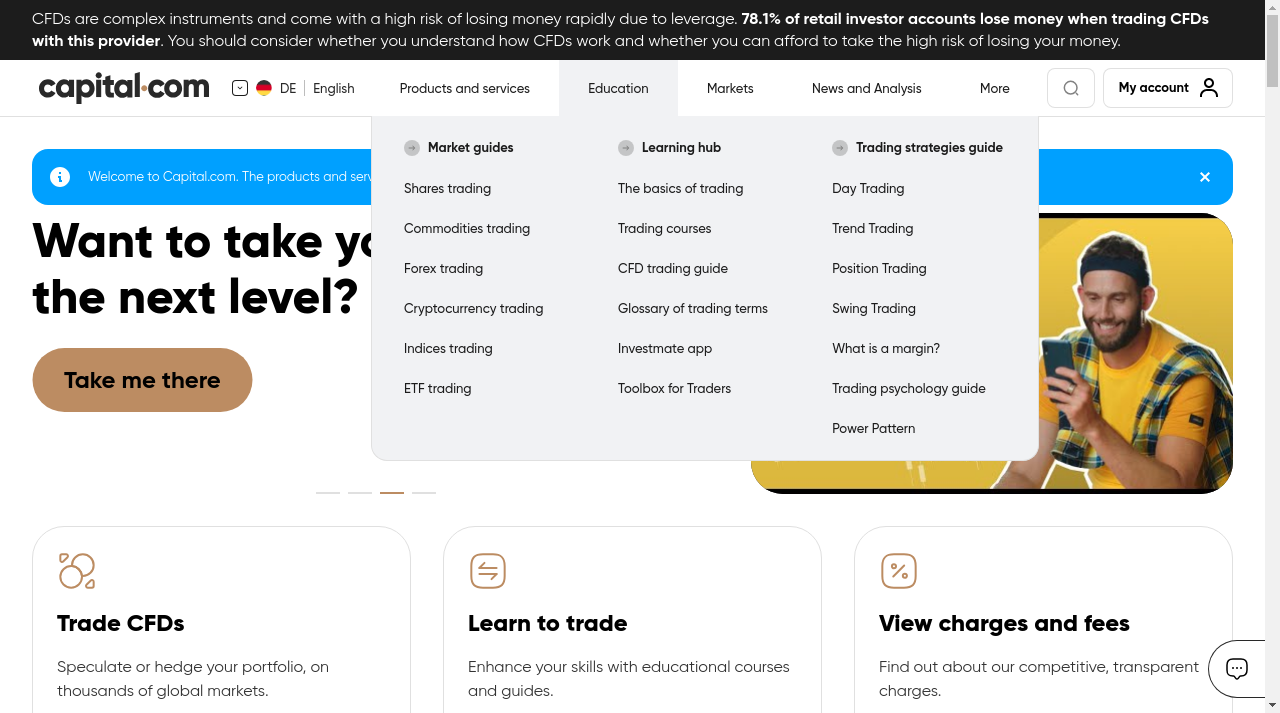 CFDs are complex instruments and come with a high risk of losing money rapidly due to leverage. 78.1% of retail investor accounts lose money when trading CFDs
with this provider. You should consider whether you understand how CFDs work and whether you can afford to take the high risk of losing your money.
capital.com
DE English
Products and services
Education
Markets
News and Analysis
More
My account
Market guides
Shares trading
Commodities trading
Forex trading
Cryptocurrency trading
Indices trading
ETF trading
Learning hub
The basics of trading
Trading courses
CFD trading guide
Glossary of trading terms
Investmate app
Toolbox for Traders
Trading strategies guide
Day Trading
Trend Trading
Position Trading
Swing Trading
What is a margin?
Trading psychology guide
Power Pattern
Welcome to Capital.com. The products and
Want to take
the next level?
Take me there
Trade CFDs
Speculate or hedge your portfolio, on
thousands of global markets.
Learn to trade
Enhance your skills with educational courses
and guides.
View charges and fees
Find out about our competitive, transparent
charges.